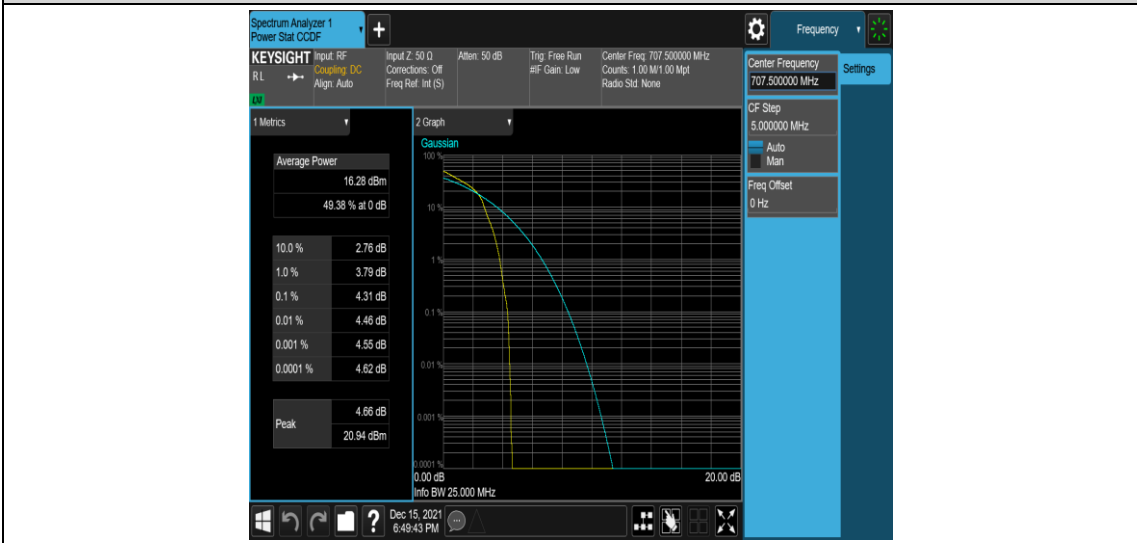 Spectrum Analyzer 1
Power Stat CCDF
+
Frequency
KEYSIGHT
Input: RF
Input Z: 50 Ω
Atten: 50 dB
Trig: Free Run
Center Freq: 707.500000 MHz
R L
Coupling: DC
Corrections: Off
#IF Gain: Low
Counts: 1.00 M/1.00 Mpt
Align: Auto
Freq Ref: Int (S)
Radio Std: None
Center Frequency
707.500000 MHz
Settings
CF Step
5.000000 MHz
Auto
Man
Freq Offset
0 Hz
1 Metrics
Average Power
16.28 dBm
49.38 % at 0 dB
10.0 % 2.76 dB
1.0 % 3.79 dB
0.1 % 4.31 dB
0.01 % 4.46 dB
0.001 % 4.55 dB
0.0001 % 4.62 dB
Peak
4.66 dB
20.94 dBm
2 Graph
Gaussian
100 %
10 %
1 %
0.1 %
0.01 %
0.001 %
0.0001 %
0.00 dB
20.00 dB
Info BW 25.000 MHz
?
Dec 15, 2021
6:49:43 PM